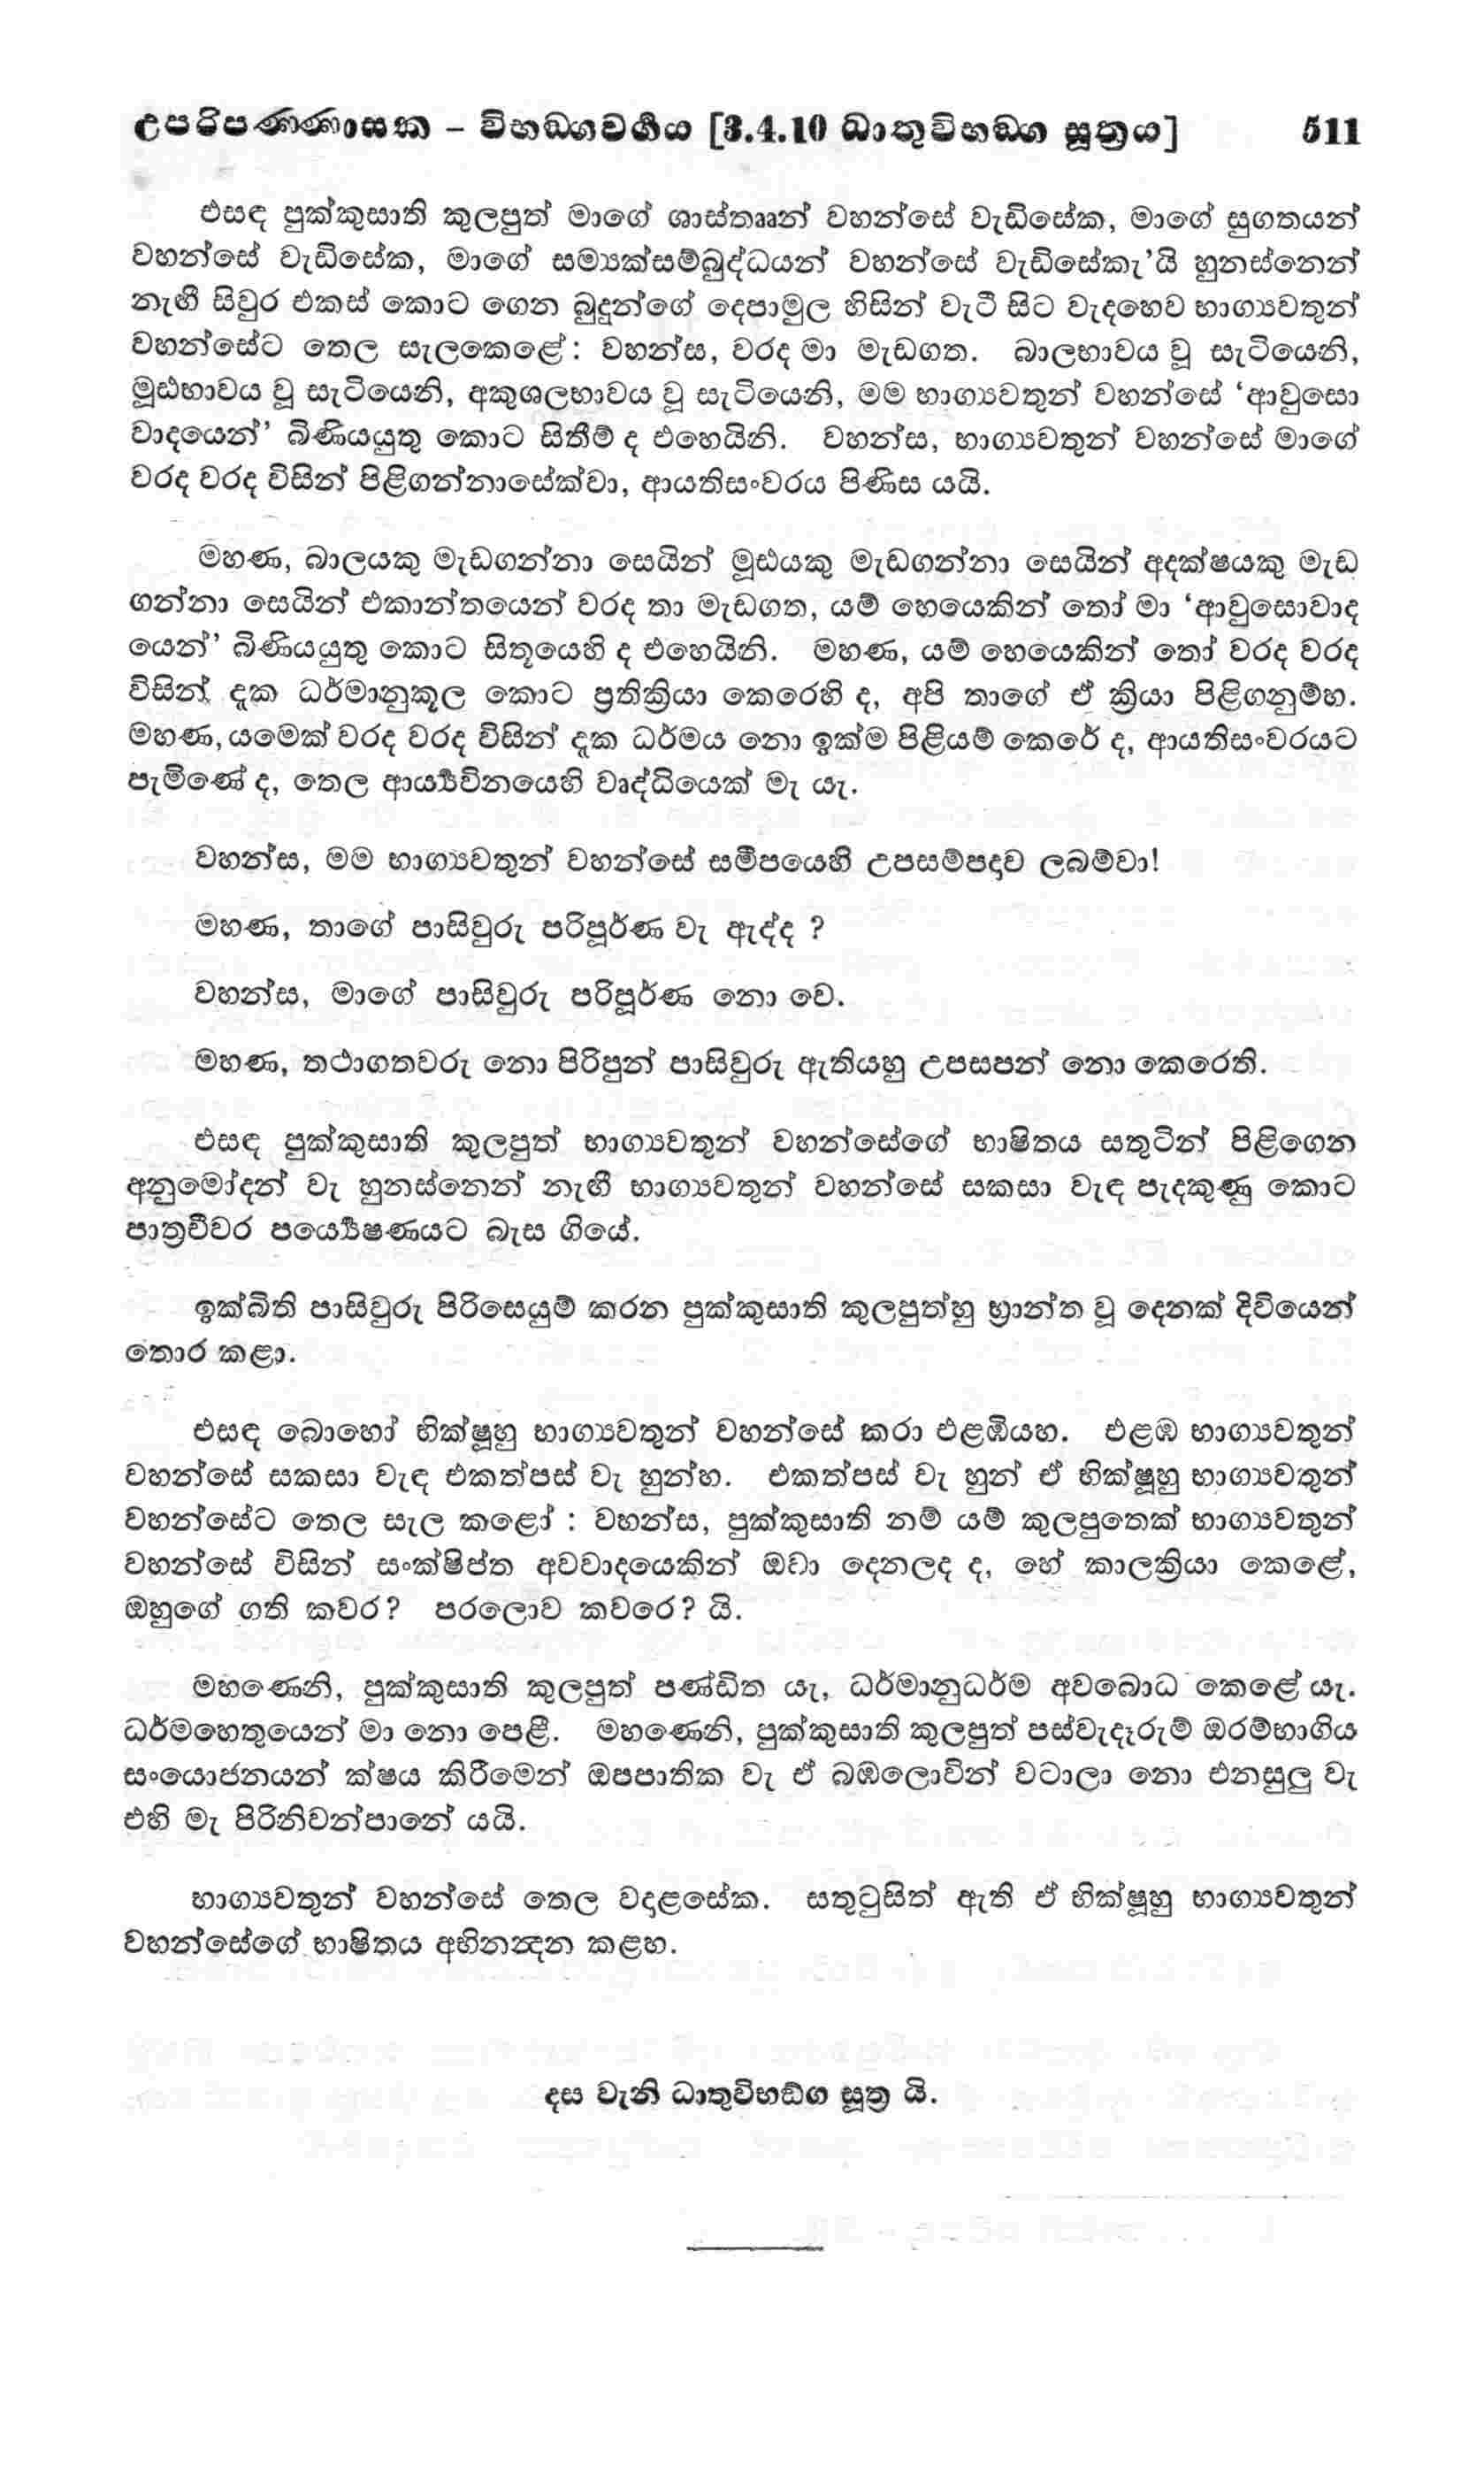 උපරිපණ්ණාසක – විභඞ්ගවර්ගය [3.4.10 ධාතුවිභඞ්ග සූත්‍රය] 511
එසඳ පුක්කුසාති කුලපුත් මාගේ ශාස්තෲන් වහන්සේ වැඩිසේක, මාගේ සුගතයන්
වහන්සේ වැඩිසේක, මාගේ සම්‍යක්සම්බුද්ධයන් වහන්සේ වැඩිසේකැ’යි හුනස්නෙන්
නැඟී සිවුර එකස් කොට ගෙන බුදුන්ගේ දෙපාමුල හිසින් වැටී සිට වැදහෙව භාග්‍යවතුන්
වහන්සේට තෙල සැලකෙළේ: වහන්ස, වරද මා මැඩගත. බාලභාවය වූ සැටියෙනි,
මූඪභාවය වූ සැටියෙනි, අකුශලභාවය වූ සැටියෙනි, මම භාග්‍යවතුන් වහන්සේ ‘ආවුසො
වාදයෙන්’ බිණියයුතු කොට සිතීම් ද එහෙයිනි. වහන්ස, භාග්‍යවතුන් වහන්සේ මාගේ
වරද වරද විසින් පිළිගන්නාසේක්වා, ආයතිසංවරය පිණිස යයි.
මහණ, බාලයකු මැඩගන්නා සෙයින් මූඪයකු මැඩගන්නා සෙයින් අදක්ෂයකු මැඩ
ගන්නා සෙයින් එකාන්තයෙන් වරද තා මැඩගත, යම් හෙයෙකින් තෝ මා ‘ආවුසොවාද
යෙන්’ බිණියයුතු කොට සිතූයෙහි ද එහෙයිනි. මහණ, යම් හෙයෙකින් තෝ වරද වරද
විසින් දැක ධර්මානුකූල කොට ප්‍රතික්‍රියා කෙරෙහි ද, අපි තාගේ ඒ ක්‍රියා පිළිගනුම්හ.
මහණ, යමෙක් වරද වරද විසින් දැක ධර්මය නො ඉක්ම පිළියම් කෙරේ ද, ආයතිසංවරයට
පැමිණේ ද, තෙල ආර්‍ය්‍යවිනයෙහි වෘද්ධියෙක් මැ යැ.
වහන්ස, මම භාග්‍යවතුන් වහන්සේ සමීපයෙහි උපසම්පදාව ලබම්වා!
මහණ, තාගේ පාසිවුරු පරිපූර්ණ වැ ඇද්ද ?
වහන්ස, මාගේ පාසිවුරු පරිපූර්ණ නො වෙ.
මහණ, තථාගතවරු නො පිරිපුන් පාසිවුරු ඇතියහු උපසපන් නො කෙරෙති.
එසඳ පුක්කුසාති කුලපුත් භාග්‍යවතුන් වහන්සේගේ භාෂිතය සතුටින් පිළිගෙන
අනුමෝදන් වැ හුනස්නෙන් නැඟී භාග්‍යවතුන් වහන්සේ සකසා වැඳ පැදකුණු කොට
පාත්‍රචීවර පර්‍ය්‍යෙෂණයට බැස ගියේ.
ඉක්බිති පාසිවුරු පිරිසෙයුම් කරන පුක්කුසාති කුලපුත්හු භ්‍රාන්ත වූ දෙනක් දිවියෙන්
තොර කළා.
එසඳ බොහෝ භික්ෂූහු භාග්‍යවතුන් වහන්සේ කරා එළඹියහ. එළඹ භාග්‍යවතුන්
වහන්සේ සකසා වැඳ එකත්පස් වැ හුන්හ. එකත්පස් වැ හුන් ඒ භික්ෂූහු භාග්‍යවතුන්
වහන්සේට තෙල සැල කළෝ : වහන්ස, පුක්කුසාති නම් යම් කුලපුතෙක් භාග්‍යවතුන්
වහන්සේ විසින් සංක්ෂිප්ත අවවාදයෙකින් ඔවා දෙනලද ද, හේ කාලක්‍රියා කෙළේ,
ඔහුගේ ගති කවර? පරලොව කවරෙ? යි.
මහණෙනි, පුක්කුසාති කුලපුත් පණ්ඩිත යැ, ධර්මානුධර්ම අවබොධ කෙළේ යැ.
ධර්මහෙතුයෙන් මා නො පෙළී. මහණෙනි, පුක්කුසාති කුලපුත් පස්වැදෑරුම් ඔරම්භාගිය
සංයොජනයන් ක්ෂය කිරීමෙන් ඔපපාතික වැ ඒ බඹලොවින් වටාලා නො එනසුලු වැ
එහි මැ පිරිනිවන්පානේ යයි.
භාග්‍යවතුන් වහන්සේ තෙල වදාළසේක. සතුටුසිත් ඇති ඒ භික්ෂූහු භාග්‍යවතුන්
වහන්සේගේ භාෂිතය අභිනන්‍දන කළහ.
දස වැනි ධාතුවිභඞ්ග සූත්‍ර යි.